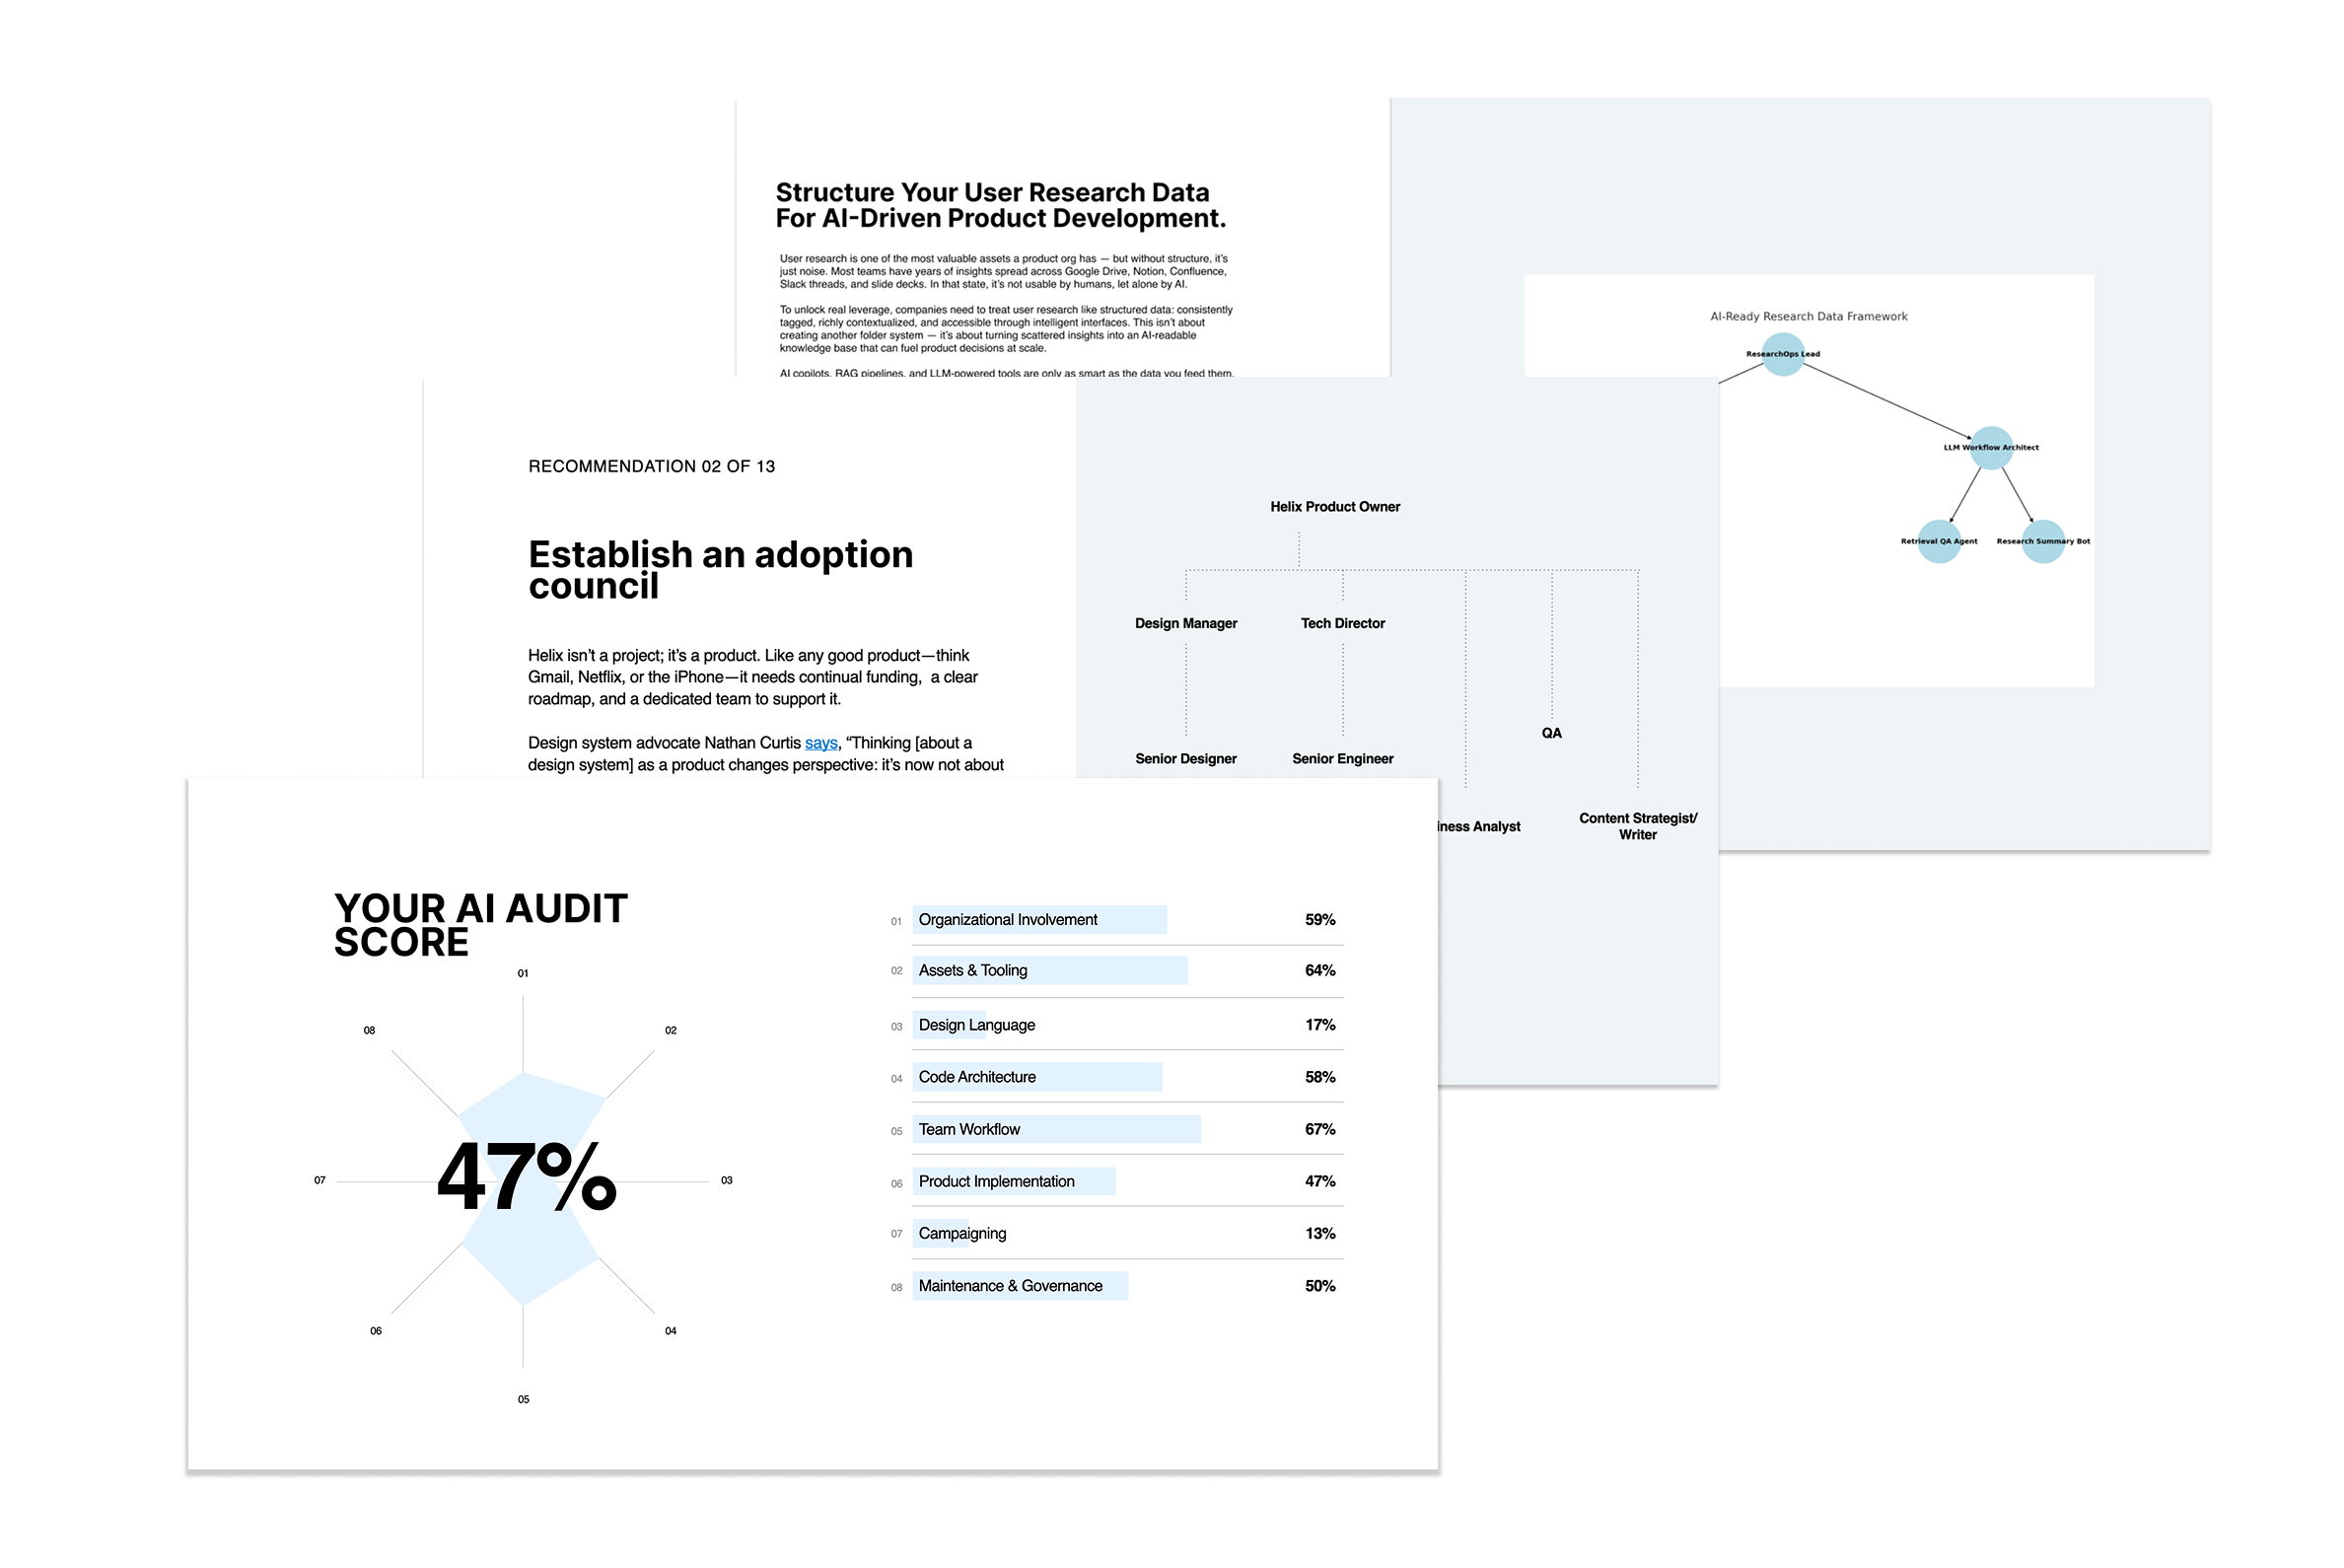 Structure Your User Research Data
For AI-Driven Product Development.
User research is one of the most valuable assets a product org has — but without structure, it's
just noise. Most teams have years of insights spread across Google Drive, Notion, Confluence,
Slack threads, and slide decks. In that state, it's not usable by humans, let alone by AI.
To unlock real leverage, companies need to treat user research like structured data: consistently
tagged, richly contextualized, and accessible through intelligent interfaces. This isn't about
creating another folder system — it's about turning scattered insights into an AI-readable
knowledge base that can fuel product decisions at scale.
AI copilots, RAG pipelines, and LLM-powered tools are only as smart as the data you feed them.
AI-Ready Research Data Framework
ResearchOps Lead
LLM Workflow Architect
Retrieval QA Agent
Research Summary Bot
RECOMMENDATION 02 OF 13
Establish an adoption
council
Helix isn't a project; it's a product. Like any good product—think
Gmail, Netflix, or the iPhone—it needs continual funding,  a clear
roadmap, and a dedicated team to support it.
Design system advocate Nathan Curtis says, “Thinking [about a
design system] as a product changes perspective: it's now not about
Helix Product Owner
Design Manager
Tech Director
Senior Designer
Senior Engineer
QA
iness Analyst
Content Strategist/
Writer
YOUR AI AUDIT
SCORE
01
02
03
04
05
06
07
08
47%
01 Organizational Involvement 59%
02 Assets & Tooling 64%
03 Design Language 17%
04 Code Architecture 58%
05 Team Workflow 67%
06 Product Implementation 47%
07 Campaigning 13%
08 Maintenance & Governance 50%